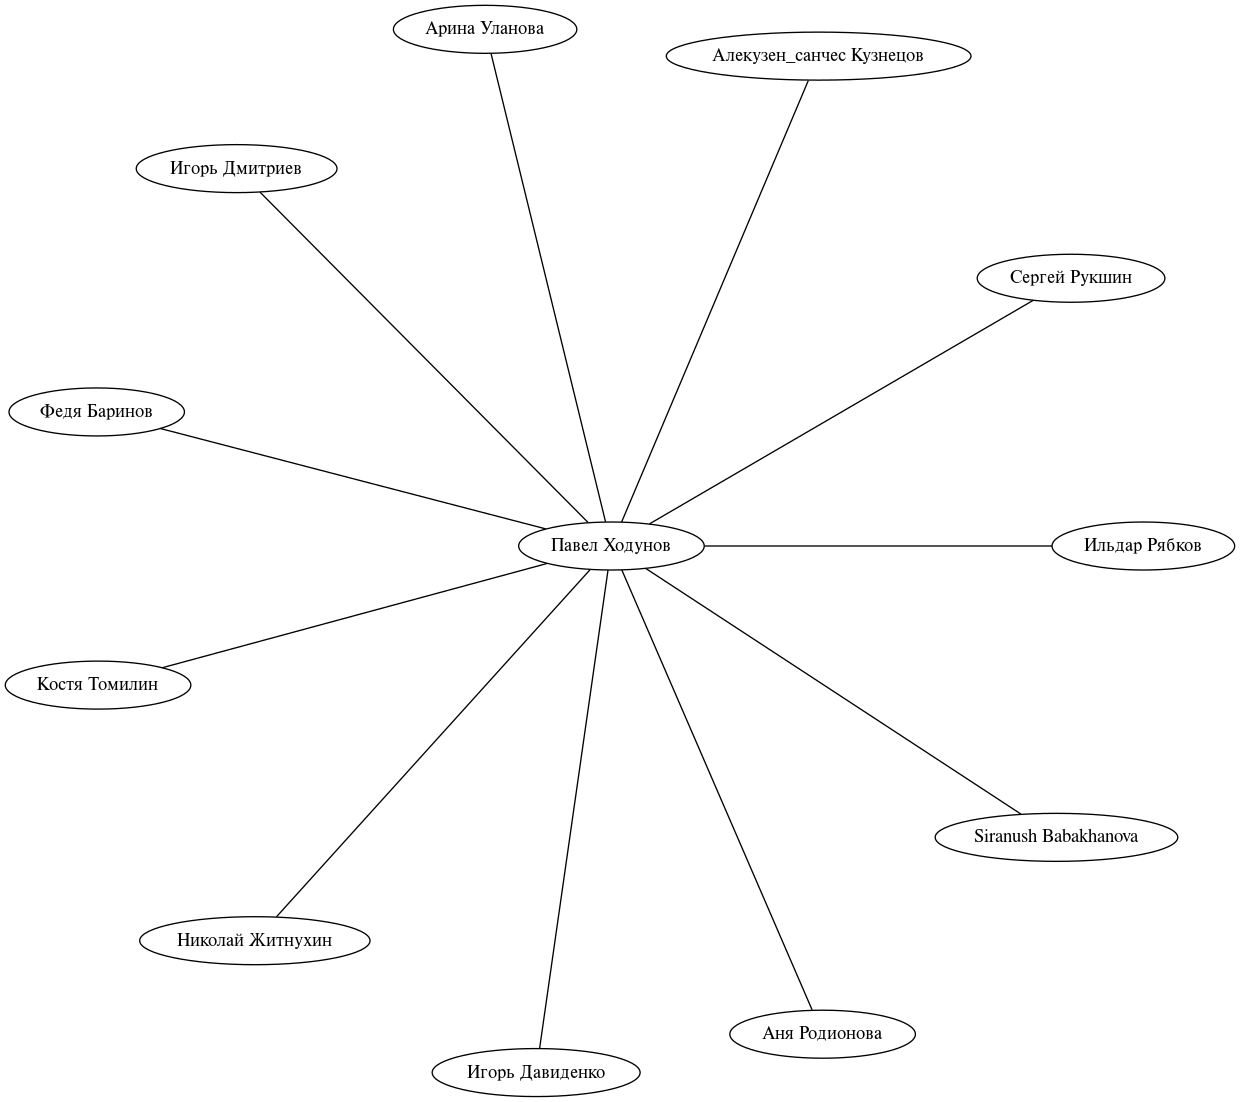 Арина Уланова
Алекузен_санчес Кузнецов
Игорь Дмитриев
Сергей Рукшин
Федя Баринов
Павел Ходунов
Ильдар Рябков
Костя Томилин
Siranush Babakhanova
Николай Житнухин
Аня Родионова
Игорь Давиденко